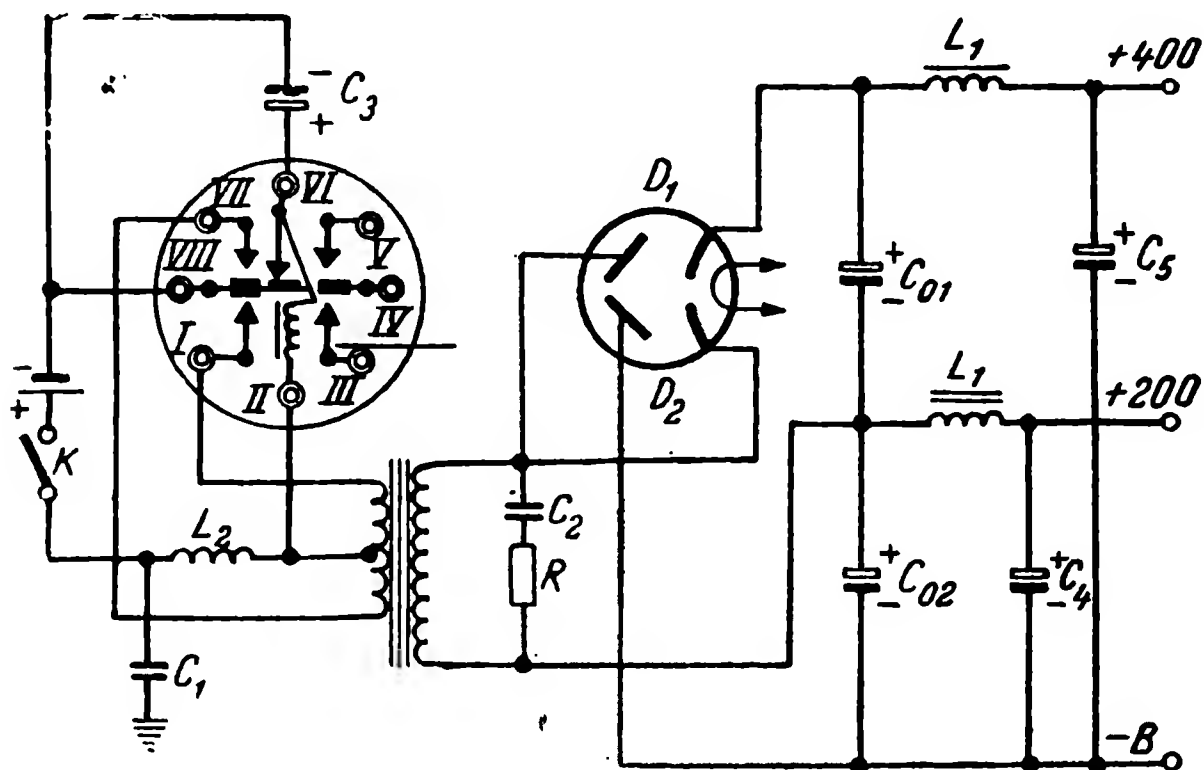 L₁
+400
- C₃
+
VII
VI
D₁
VIII
V
+ C₀₁
-
+ C₅
-
I
IV
II
III
D₂
L₁
+200
-
+
K
L₂
C₂
R
+ C₀₂
-
+ C₄
-
C₁
-B